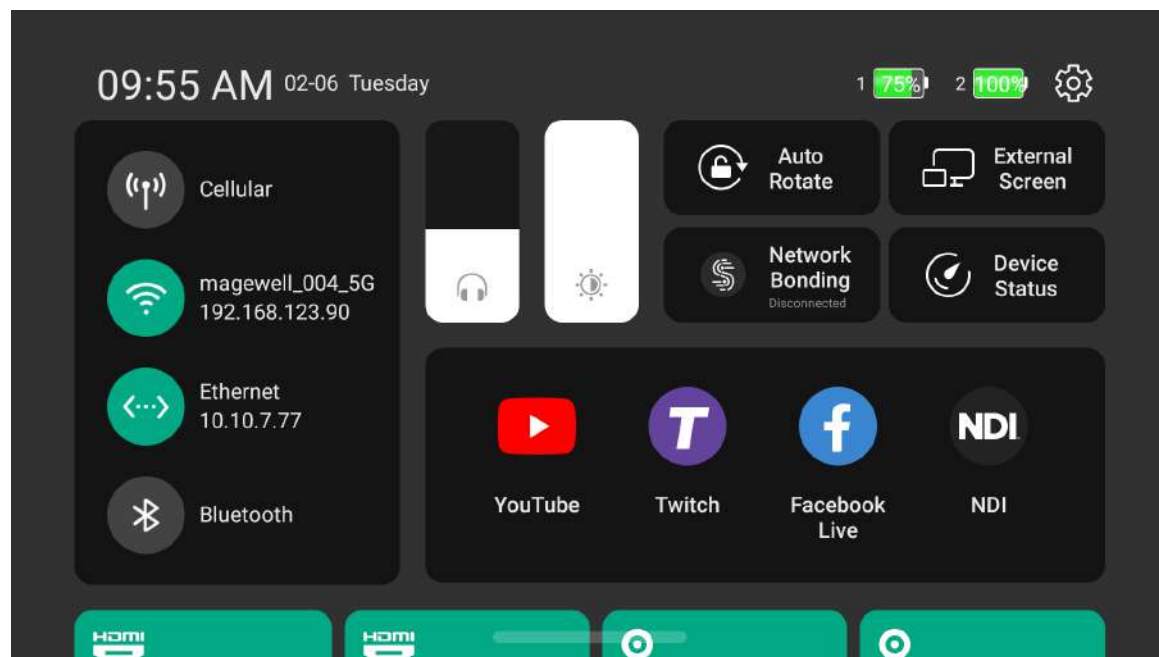 09:55 AM 02-06 Tuesday
1 75% 2 100%
Cellular
magewell_004_5G
192.168.123.90
Ethernet
10.10.7.77
Bluetooth
Auto
Rotate
External
Screen
Network
Bonding
Disconnected
Device
Status
T
f
NDI
YouTube
Twitch
Facebook
Live
NDI
HDMI
HDMI